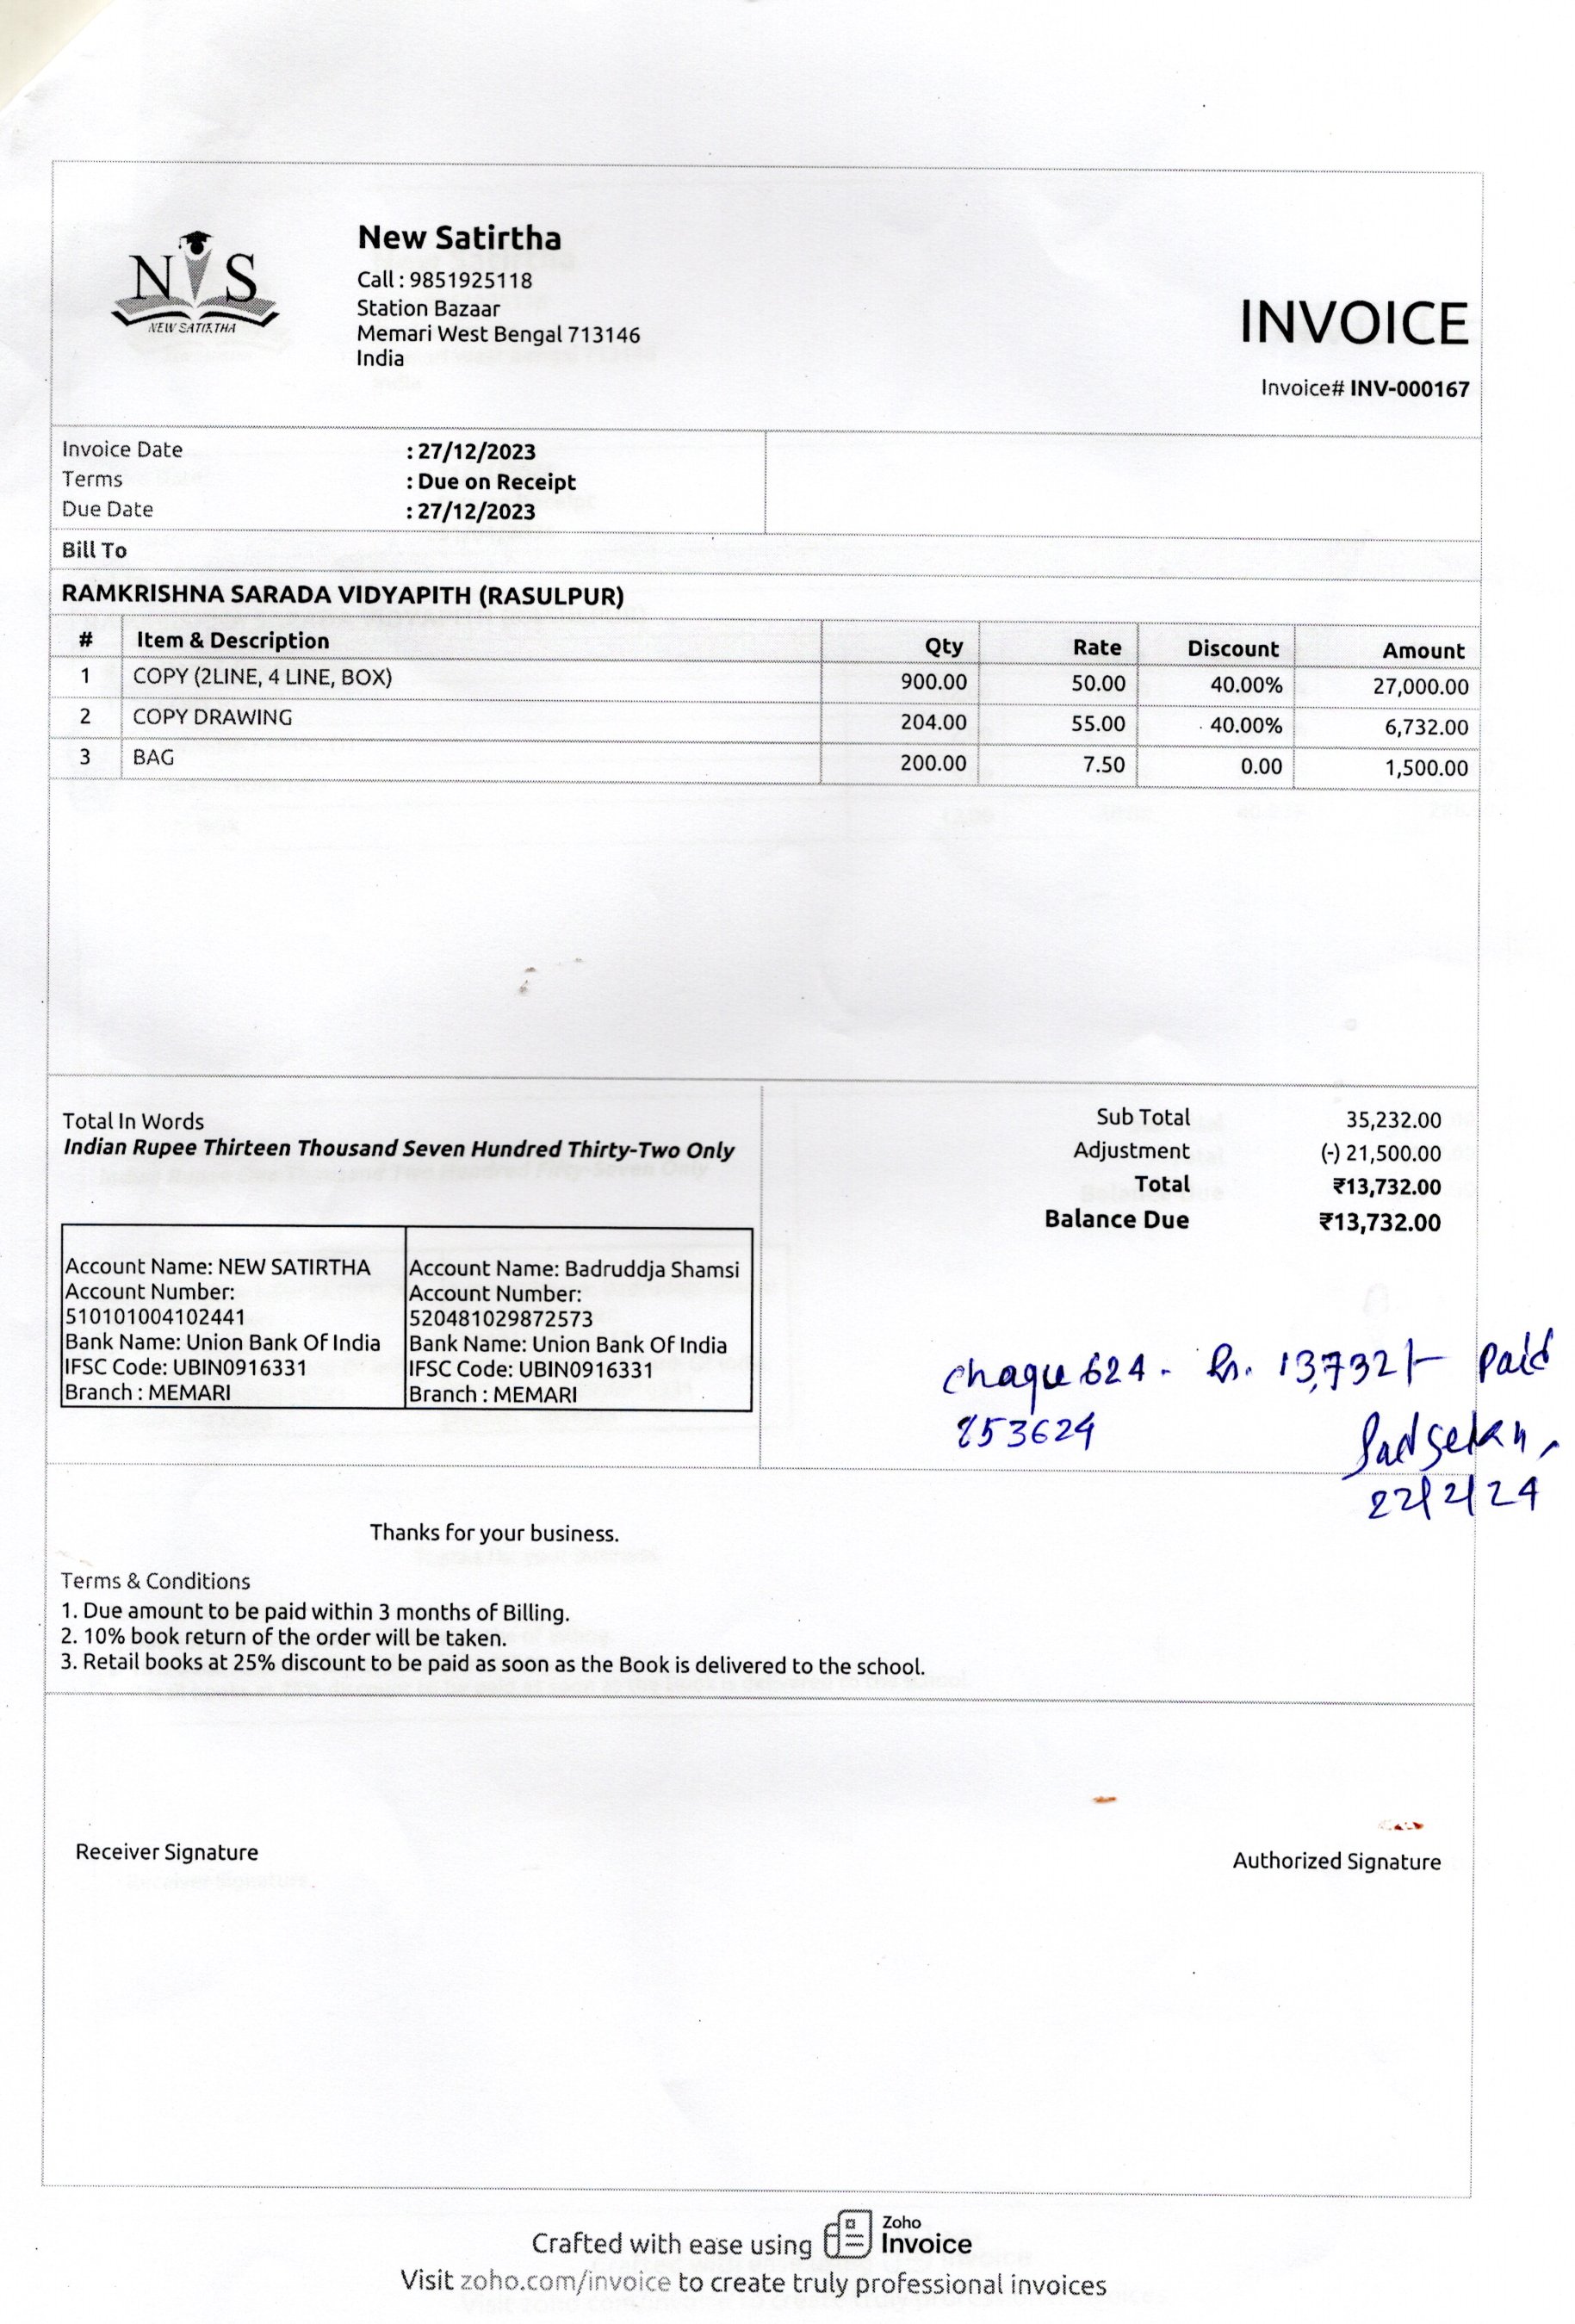 N S
NEW SATIRTHA
New Satirtha
Call : 9851925118
Station Bazaar
Memari West Bengal 713146
India
INVOICE
Invoice# INV-000167
Invoice Date : 27/12/2023
Terms : Due on Receipt
Due Date : 27/12/2023
Bill To
RAMKRISHNA SARADA VIDYAPITH (RASULPUR)
# Item & Description Qty Rate Discount Amount
1 COPY (2LINE, 4 LINE, BOX) 900.00 50.00 40.00% 27,000.00
2 COPY DRAWING 204.00 55.00 40.00% 6,732.00
3 BAG 200.00 7.50 0.00 1,500.00
Total In Words
Indian Rupee Thirteen Thousand Seven Hundred Thirty-Two Only
Sub Total 35,232.00
Adjustment (-) 21,500.00
Total ₹13,732.00
Balance Due ₹13,732.00
Account Name: NEW SATIRTHA
Account Number:
510101004102441
Bank Name: Union Bank Of India
IFSC Code: UBIN0916331
Branch : MEMARI
Account Name: Badruddja Shamsi
Account Number:
520481029872573
Bank Name: Union Bank Of India
IFSC Code: UBIN0916331
Branch : MEMARI
chaque 624 - Rs. 13,732/- Paid
853624
22/2/24
Thanks for your business.
Terms & Conditions
1. Due amount to be paid within 3 months of Billing.
2. 10% book return of the order will be taken.
3. Retail books at 25% discount to be paid as soon as the Book is delivered to the school.
Receiver Signature
Authorized Signature
Crafted with ease using Zoho Invoice
Visit zoho.com/invoice to create truly professional invoices